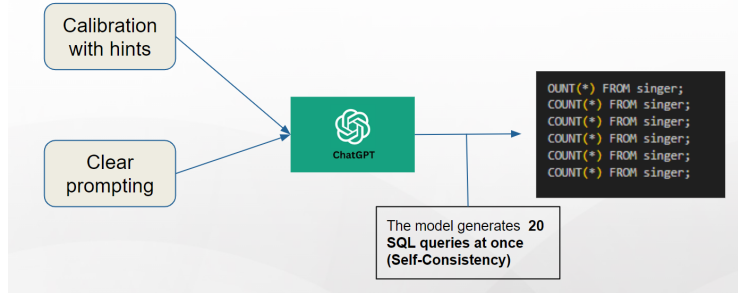 Calibration
with hints
Clear
prompting
ChatGPT
The model generates 20
SQL queries at once
(Self-Consistency)
OUNT(*) FROM singer;
COUNT(*) FROM singer;
COUNT(*) FROM singer;
COUNT(*) FROM singer;
COUNT(*) FROM singer;
COUNT(*) FROM singer;